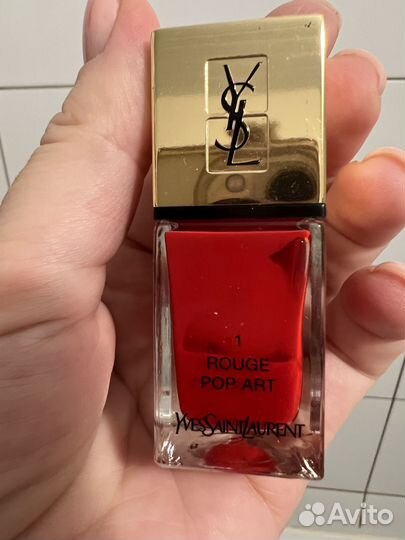 YSL
1
ROUGE
POP ART
YVESSAINTLAURENT
Avito